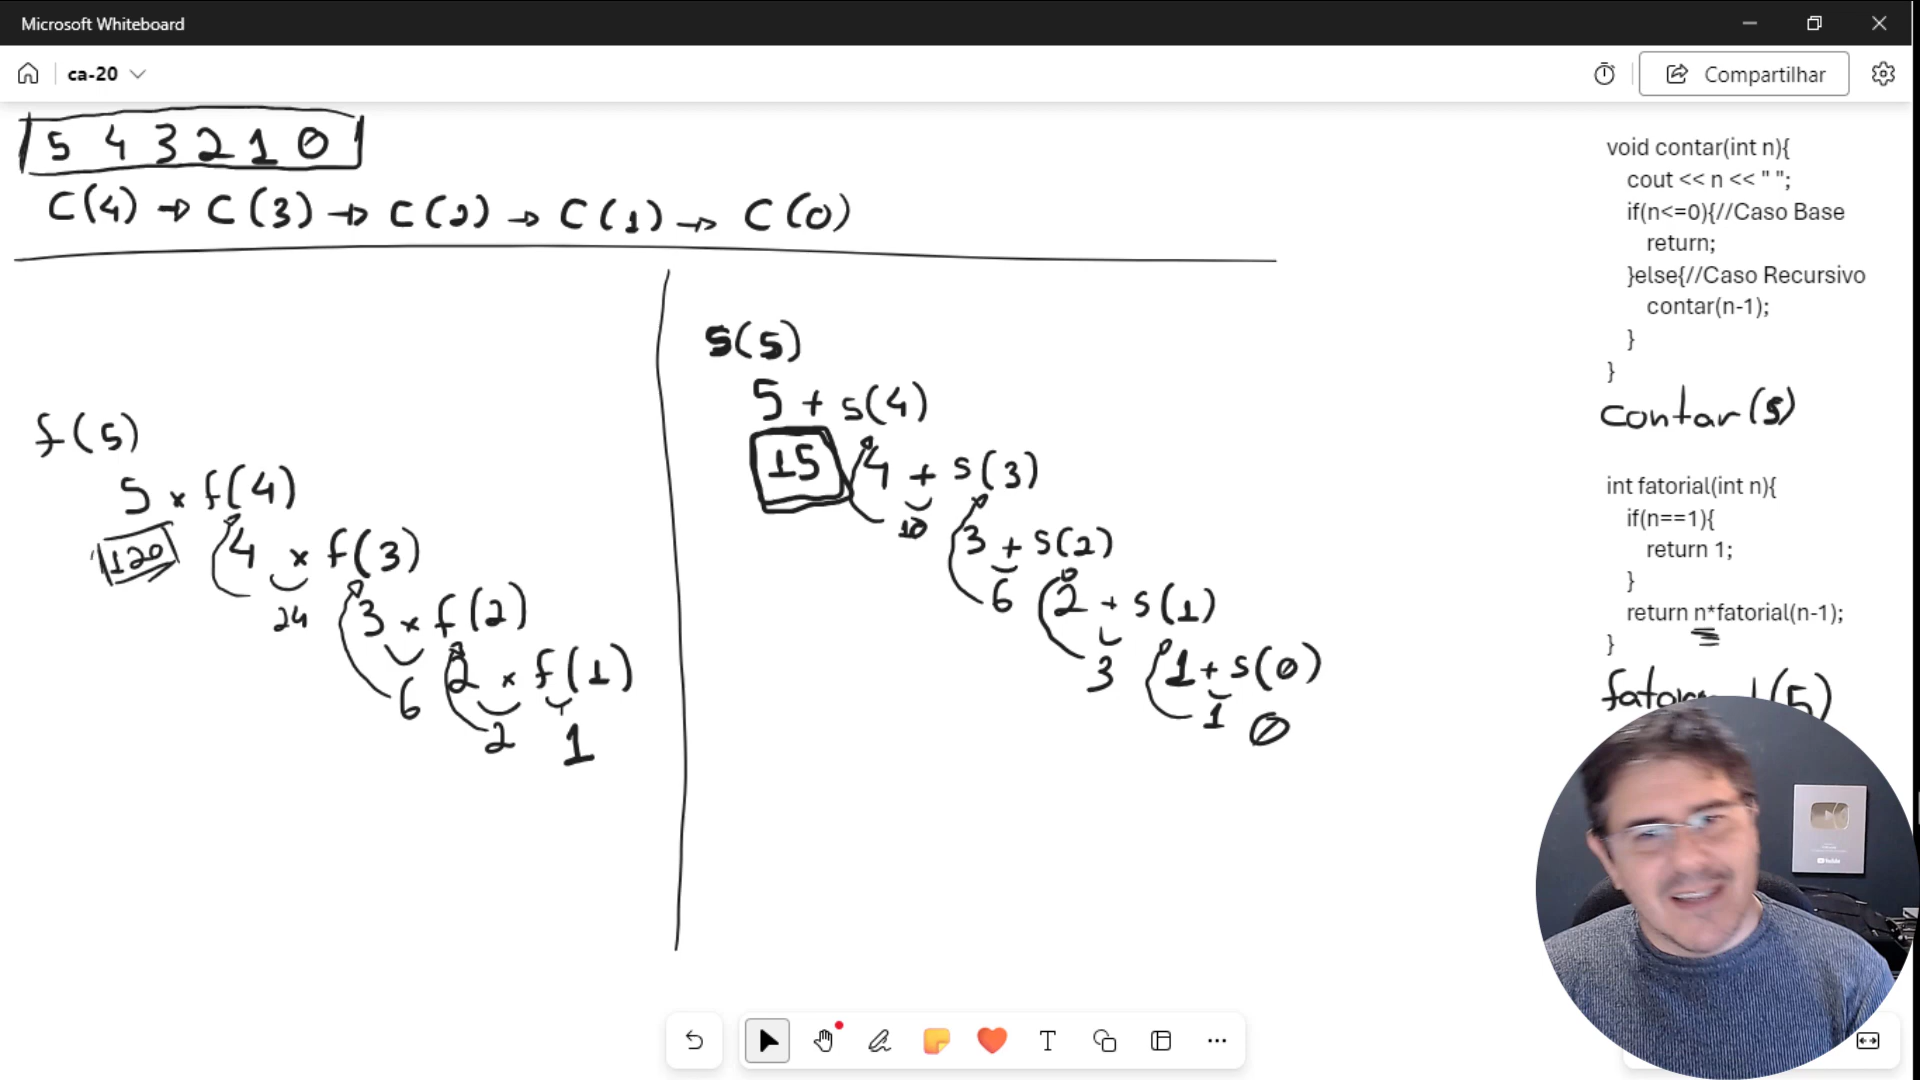 Microsoft Whiteboard
ca-20
Compartilhar
5 4 3 2 1 0
C(4) → C(3) → C(2) → C(1) → C(0)
f(5)
5 × f(4)
120
4 × f(3)
24
3 × f(2)
6
2 × f(1)
2 1
s(5)
5 + s(4)
15
4 + s(3)
10
3 + s(2)
6
2 + s(1)
3
1 + s(0)
1 0
void contar(int n){
cout << n << " ";
if(n<=0){//Caso Base
return;
}else{//Caso Recursivo
contar(n-1);
}
}
contar(5)
int fatorial(int n){
if(n==1){
return 1;
}
return n*fatorial(n-1);
}
(5)
T